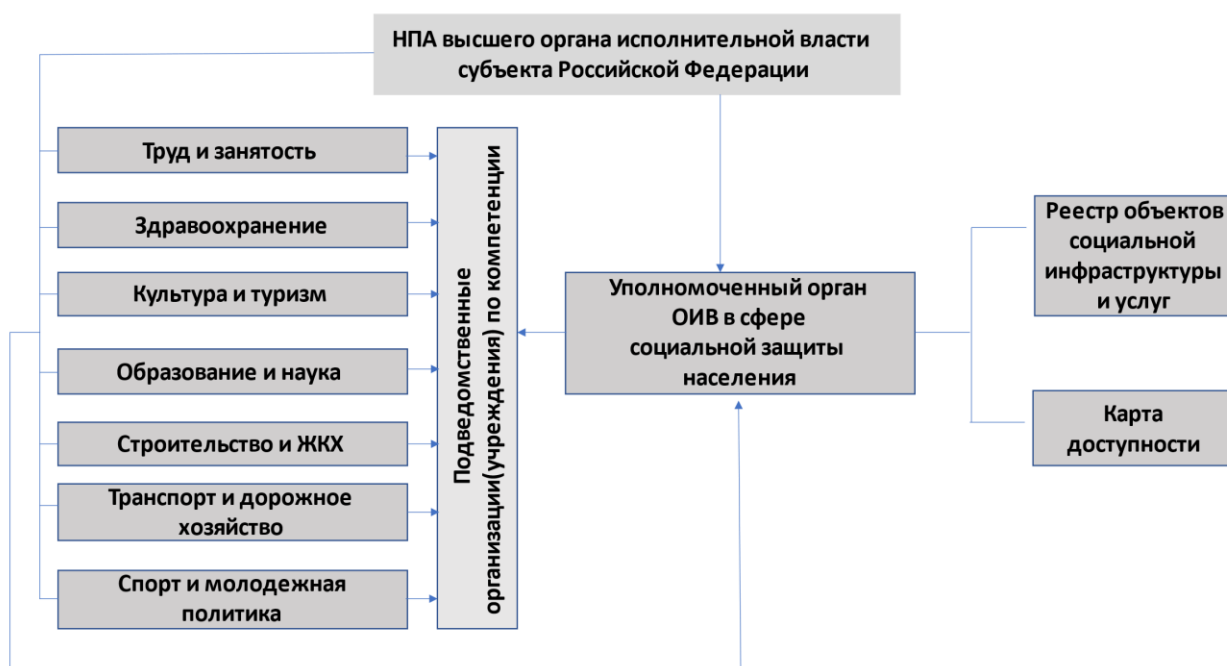 НПА высшего органа исполнительной власти
субъекта Российской Федерации
Труд и занятость
Здравоохранение
Культура и туризм
Образование и наука
Строительство и ЖКХ
Транспорт и дорожное
хозяйство
Спорт и молодежная
политика
Подведомственные
организации(учреждения) по компетенции
Уполномоченный орган
ОИВ в сфере
социальной защиты
населения
Реестр объектов
социальной
инфраструктуры
и услуг
Карта
доступности